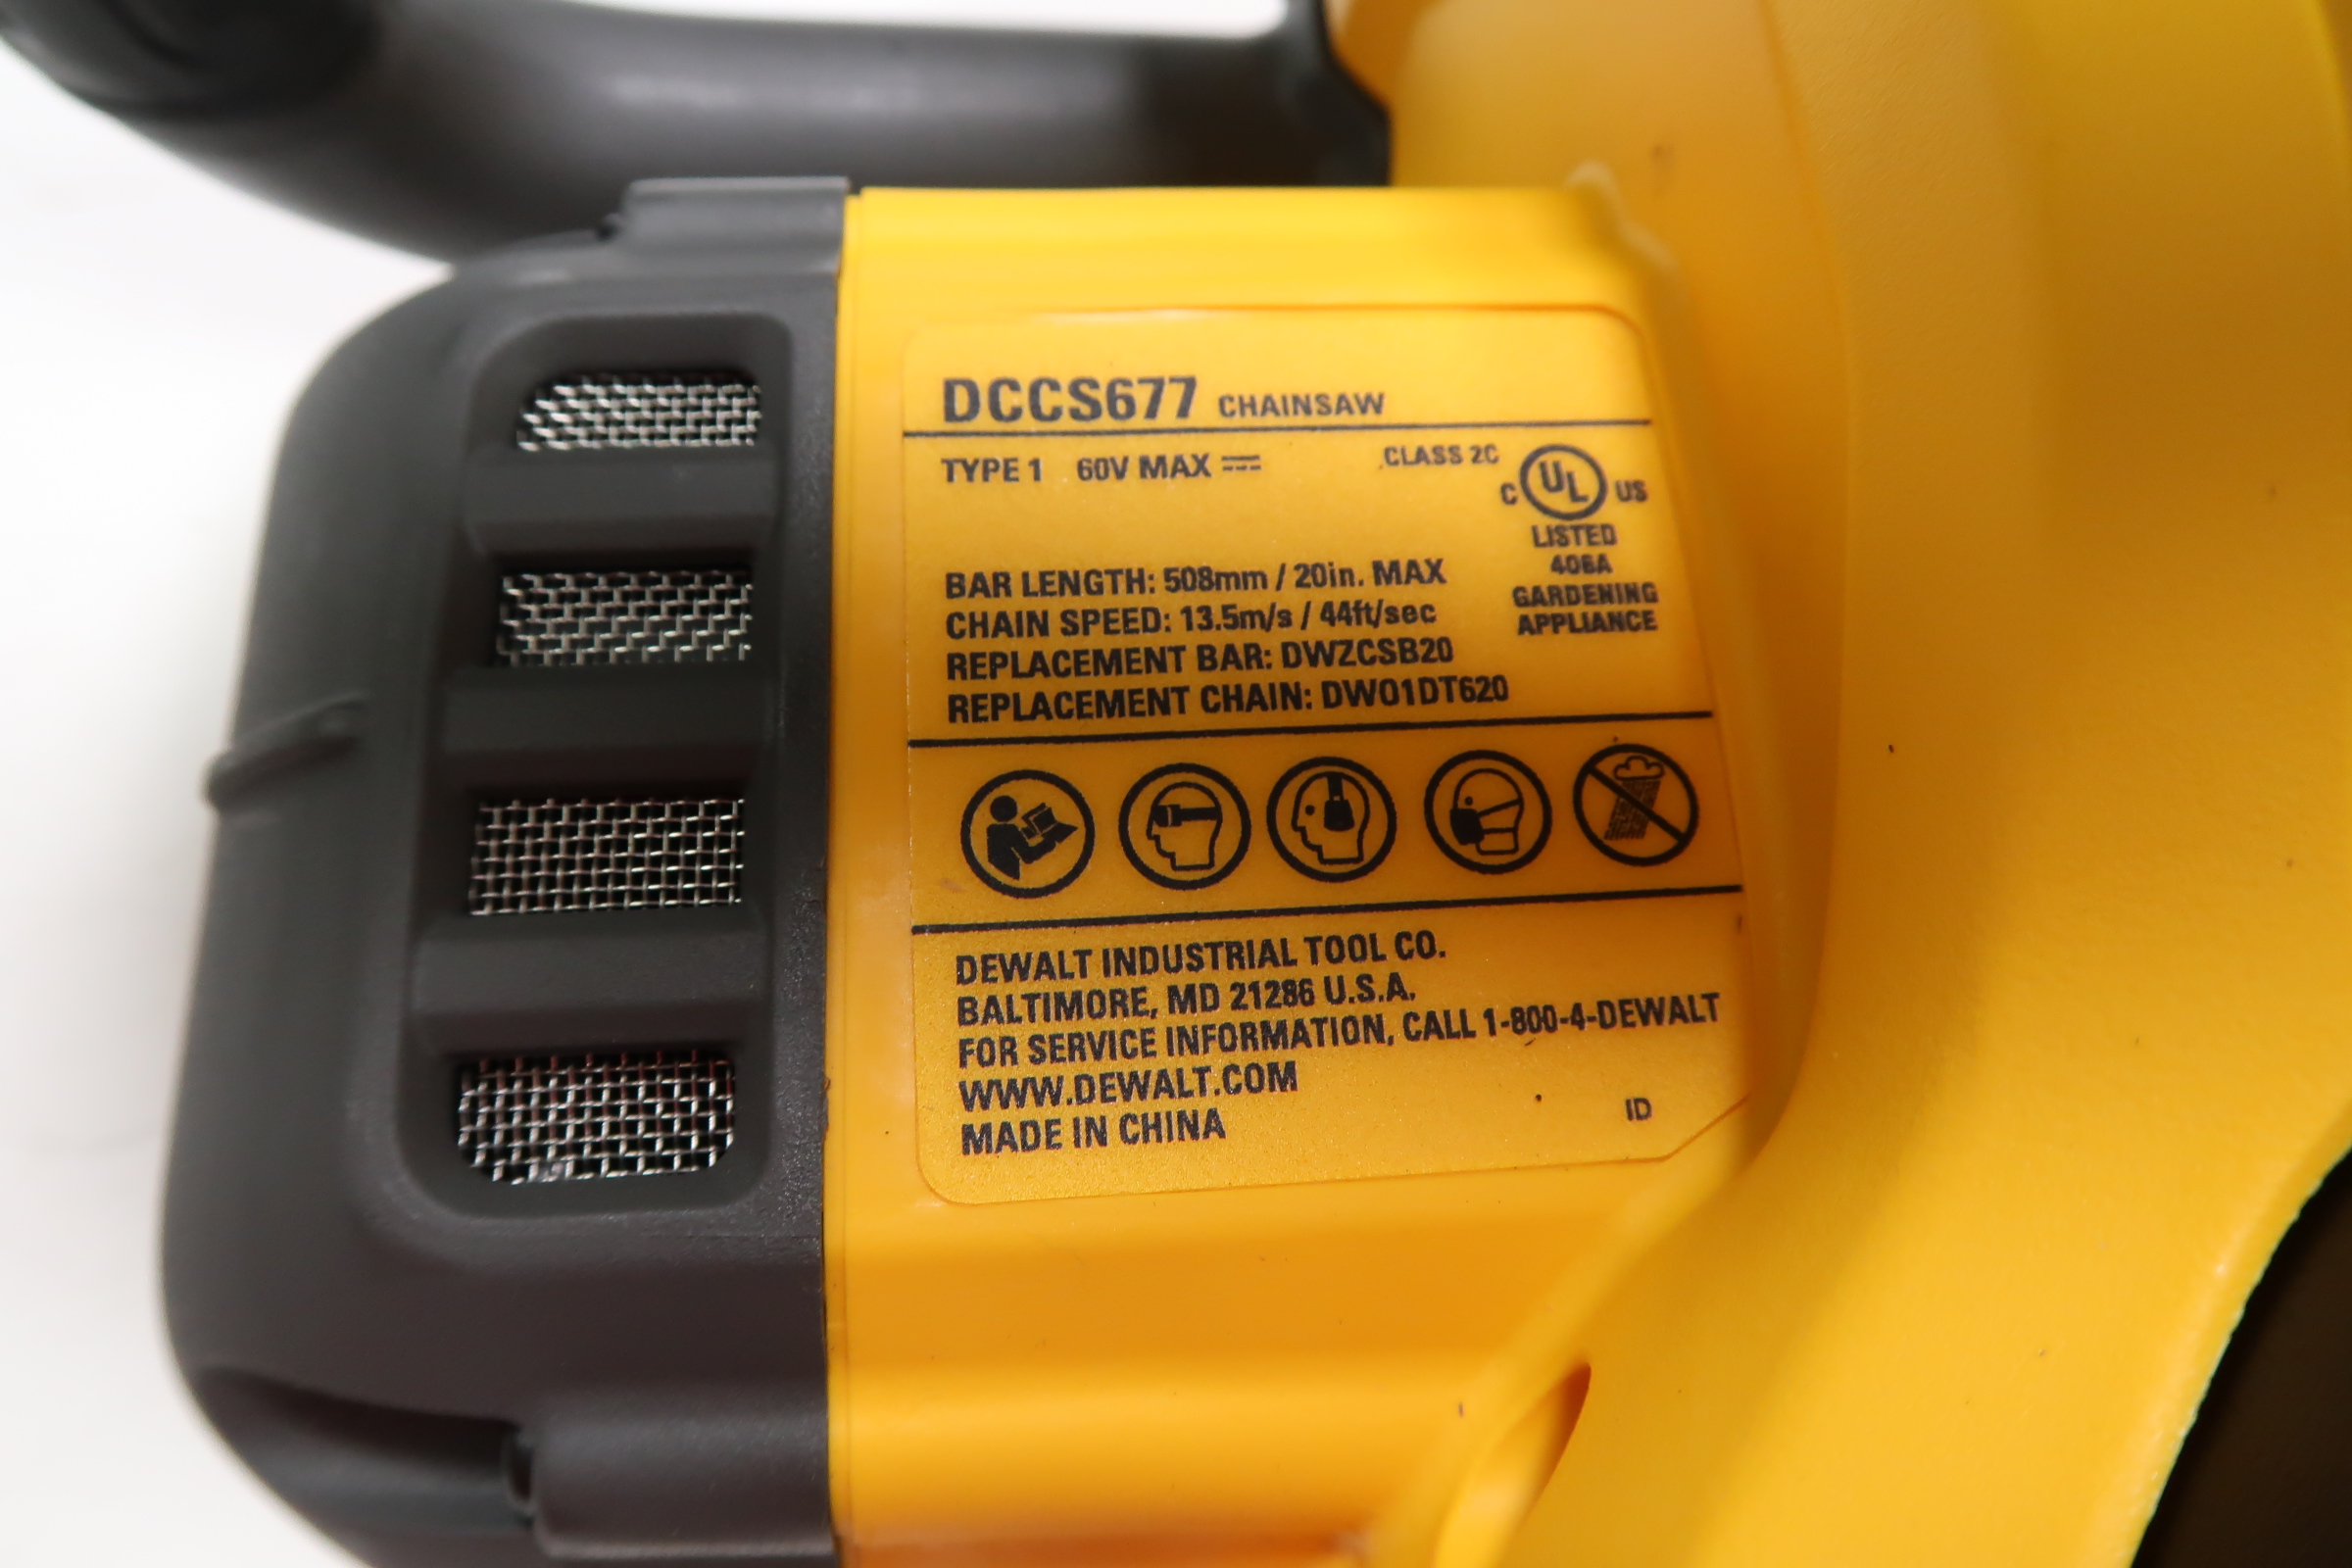 DCCS677 CHAINSAW
TYPE 1 60V MAX CLASS 2C
C UL US
LISTED
406A
GARDENING
APPLIANCE
BAR LENGTH: 508mm / 20in. MAX
CHAIN SPEED: 13.5m/s / 44ft/sec
REPLACEMENT BAR: DWZCSB20
REPLACEMENT CHAIN: DWO1DT620
DEWALT INDUSTRIAL TOOL CO.
BALTIMORE, MD 21286 U.S.A.
FOR SERVICE INFORMATION, CALL 1-800-4-DEWALT
WWW.DEWALT.COM
MADE IN CHINA
ID